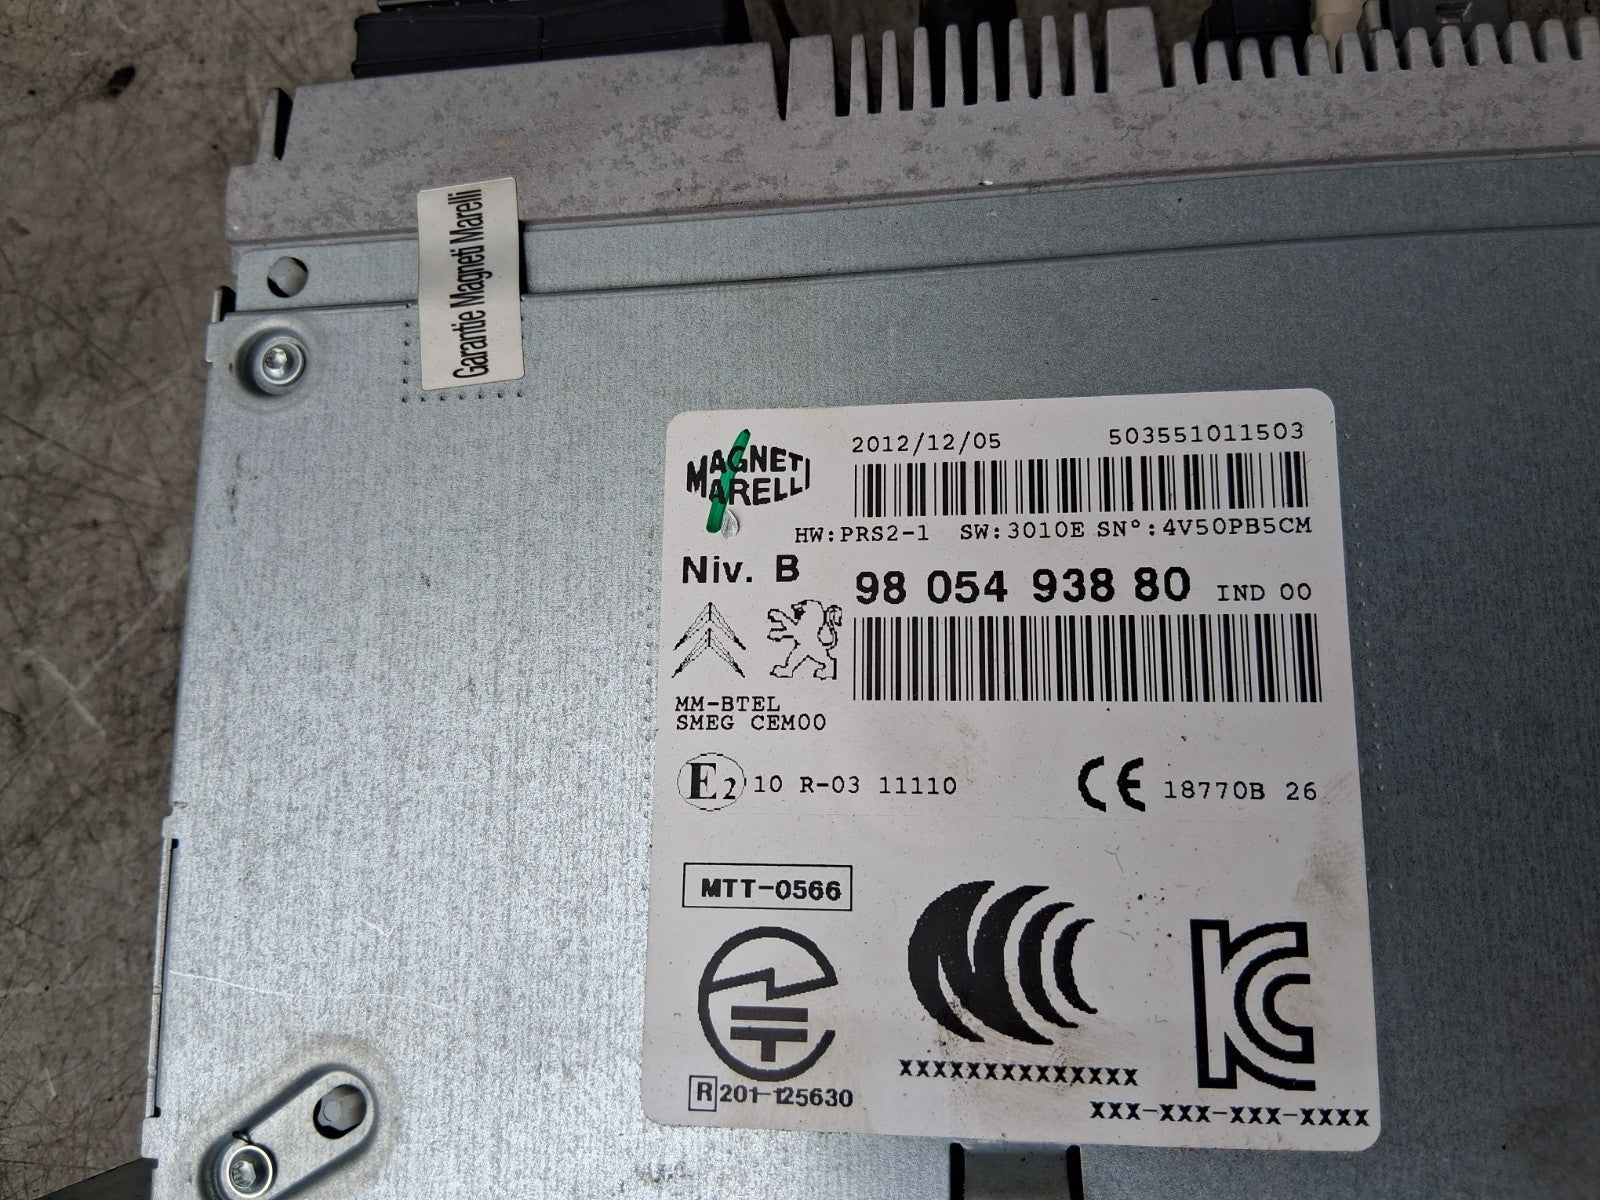 Garantie Magneti Marelli
MAGNETI
MARELLI
2012/12/05 503551011503
HW:PRS2-1 SW:3010E SN°:4V50PB5CM
Niv. B
98 054 938 80 IND 00
MM-BTEL
SMEG CEM00
E2 10 R-03 11110
CE 18770B 26
MTT-0566
R 201-125630
XXXXXXXXXXXXXX
XXX-XXX-XXX-XXXX